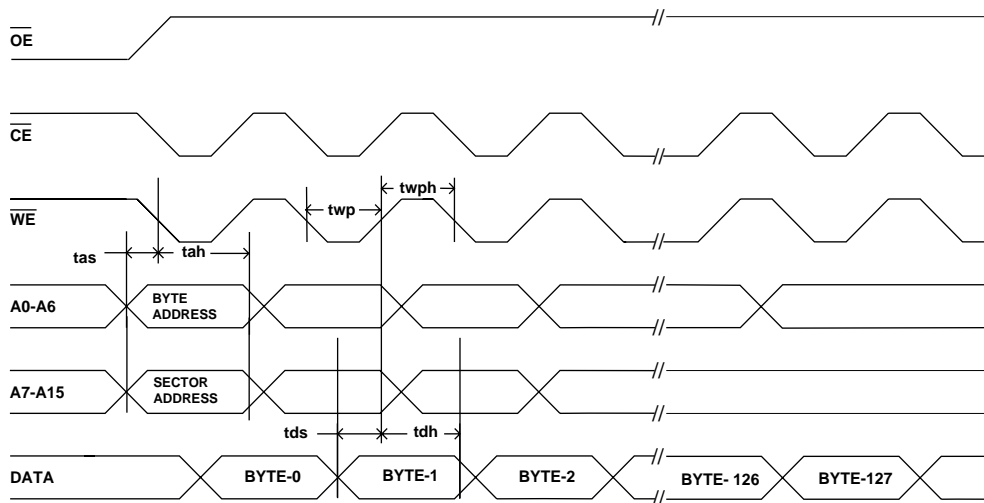 OE
CE
WE
twp
twph
tas
tah
A0-A6
BYTE
ADDRESS
A7-A15
SECTOR
ADDRESS
tds
tdh
DATA
BYTE-0
BYTE-1
BYTE-2
BYTE- 126
BYTE-127